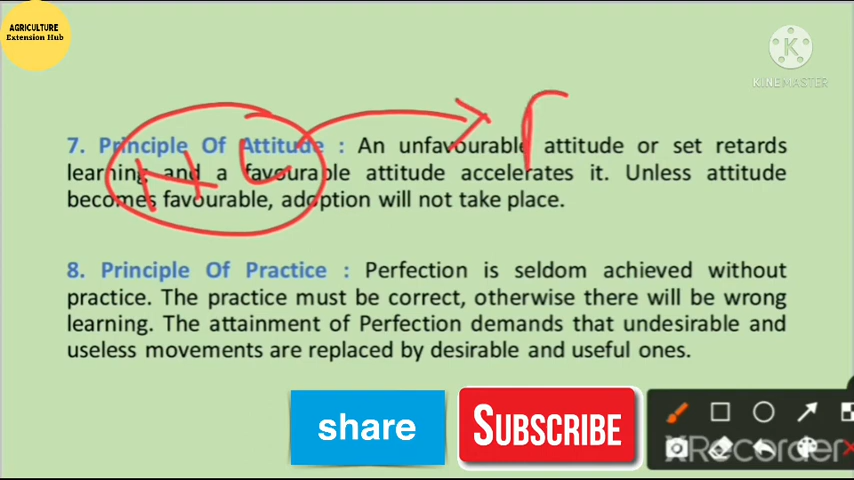 AGRICULTURE
Extension Hub
K
KINEMASTER
7. Principle Of Attitude : An unfavourable attitude or set retards
learning and a favourable attitude accelerates it. Unless attitude
becomes favourable, adoption will not take place.
8. Principle Of Practice : Perfection is seldom achieved without
practice. The practice must be correct, otherwise there will be wrong
learning. The attainment of Perfection demands that undesirable and
useless movements are replaced by desirable and useful ones.
share
SUBSCRIBE
XRecorder